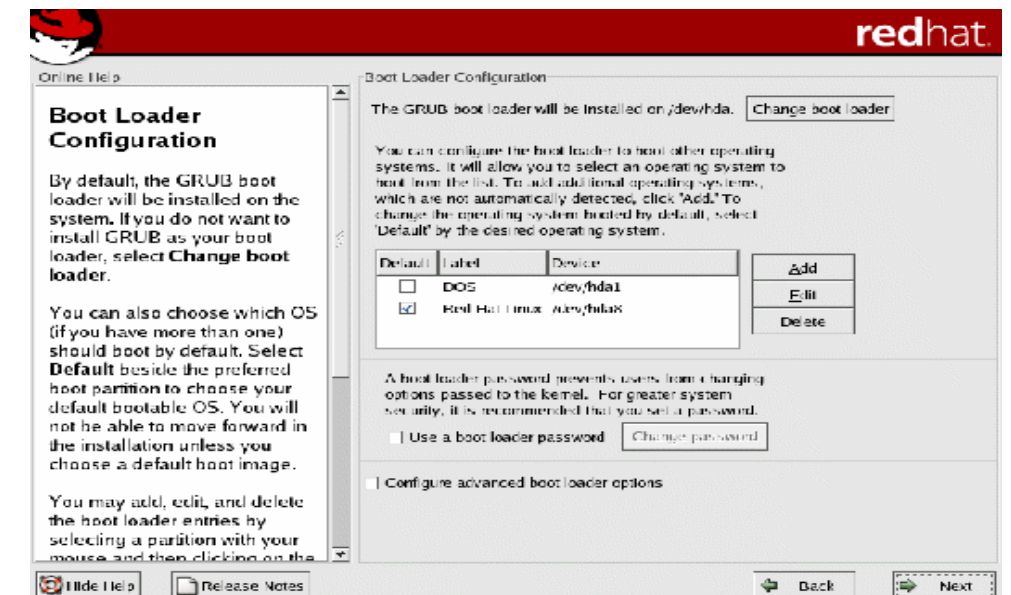 redhat.
Online Help
Boot Loader
Configuration
By default, the GRUB boot
loader will be installed on the
system. If you do not want to
install GRUB as your boot
loader, select Change boot
loader.
You can also choose which OS
(if you have more than one)
should boot by default. Select
Default beside the preferred
boot partition to choose your
default bootable OS. You will
not be able to move forward in
the installation unless you
choose a default boot image.
You may add, edit, and delete
the boot loader entries by
selecting a partition with your
mouse and then clicking on the
Boot Loader Configuration
The GRUB boot loader will be installed on /dev/hda. Change boot loader
You can configure the boot loader to boot other operating
systems. It will allow you to select an operating system to
boot from the list. To add additional operating systems,
which are not automatically detected, click "Add." To
change the operating system booted by default, select
"Default" by the desired operating system.
Default Label Device
DOS /dev/hda1
Red Hat Linux /dev/hda8
Add
Edit
Delete
A boot loader password prevents users from changing
options passed to the kernel. For greater system
security, it is recommended that you set a password.
Use a boot loader password Change password
Configure advanced boot loader options
Hide Help Release Notes Back Next